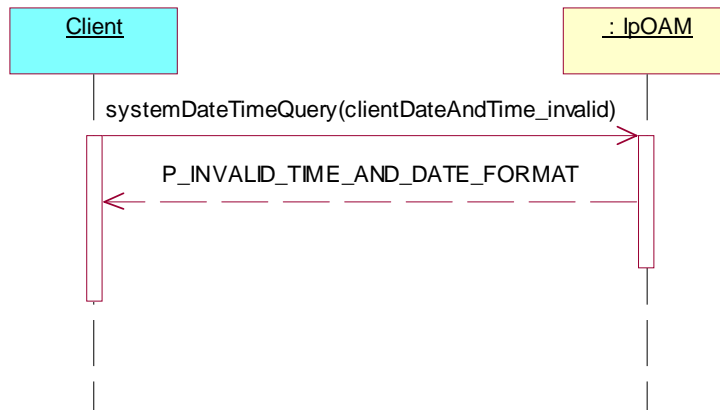 Client
: IpOAM
systemDateTimeQuery(clientDateAndTime_invalid)
P_INVALID_TIME_AND_DATE_FORMAT